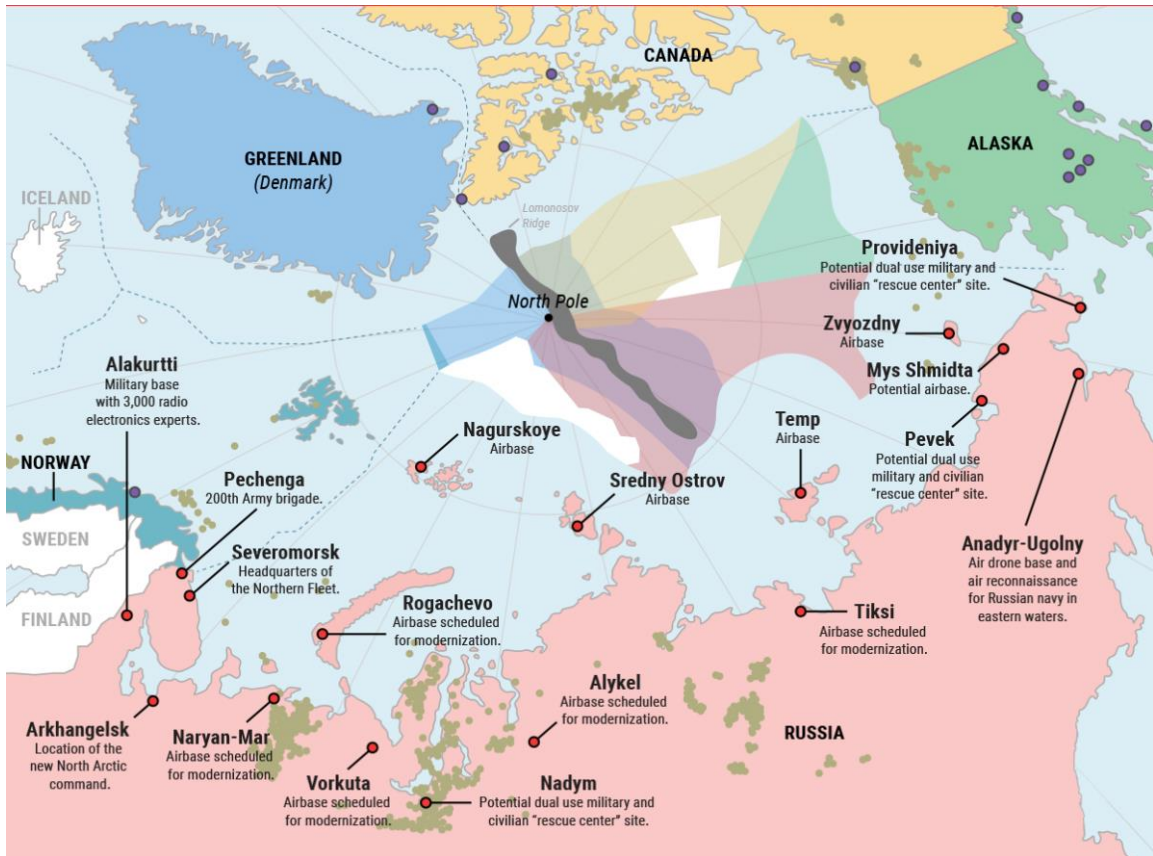 CANADA
GREENLAND
(Denmark)
ALASKA
ICELAND
Lomonosov
Ridge
North Pole
Provideniya
Potential dual use military and
civilian “rescue center” site.
Zvyozdny
Airbase
Mys Shmidta
Potential airbase.
Pevek
Potential dual use
military and civilian
“rescue center” site.
Alakurtti
Military base
with 3,000 radio
electronics experts.
Nagurskoye
Airbase
Temp
Airbase
NORWAY
Pechenga
200th Army brigade.
Sredny Ostrov
Airbase
SWEDEN
Severomorsk
Headquarters of
the Northern Fleet.
Anadyr-Ugolny
Air drone base and
air reconnaissance
for Russian navy in
eastern waters.
FINLAND
Rogachevo
Airbase scheduled
for modernization.
Tiksi
Airbase scheduled
for modernization.
Alykel
Airbase scheduled
for modernization.
RUSSIA
Arkhangelsk
Location of the
new North Arctic
command.
Naryan-Mar
Airbase scheduled
for modernization.
Vorkuta
Airbase scheduled
for modernization.
Nadym
Potential dual use military and
civilian “rescue center” site.